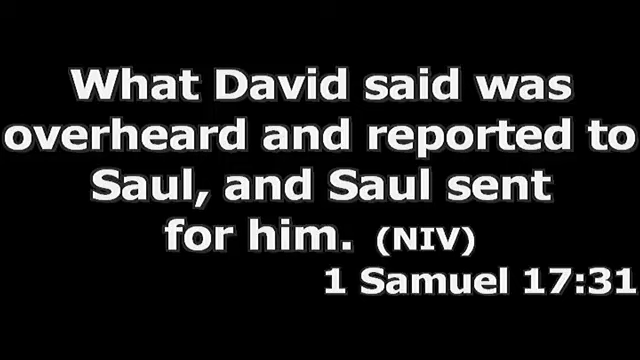 What David said was
overheard and reported to
Saul, and Saul sent
for him. (NIV)
1 Samuel 17:31